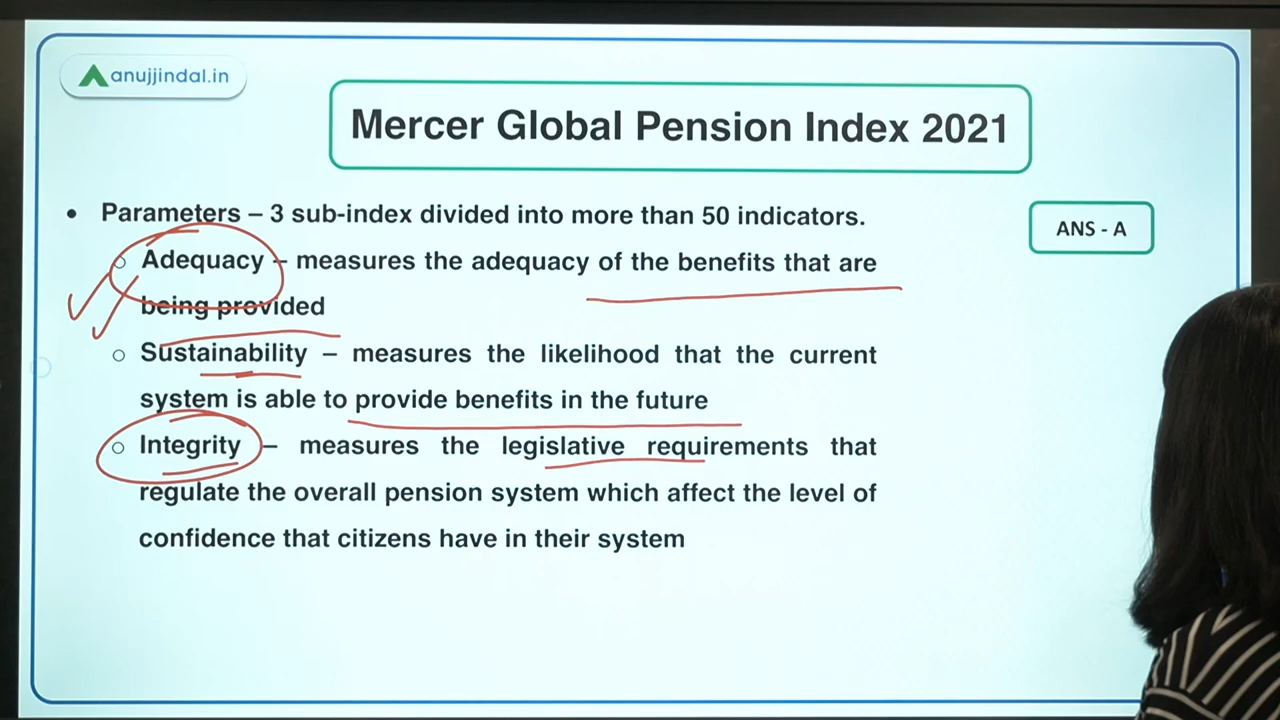 anujjindal.in
Mercer Global Pension Index 2021
• Parameters – 3 sub-index divided into more than 50 indicators.
ANS - A
○ Adequacy – measures the adequacy of the benefits that are
being provided
○ Sustainability – measures the likelihood that the current
system is able to provide benefits in the future
○ Integrity – measures the legislative requirements that
regulate the overall pension system which affect the level of
confidence that citizens have in their system